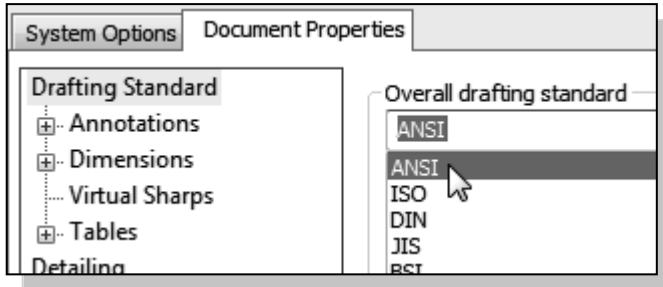 System Options
Document Properties
Drafting Standard
Annotations
Dimensions
Virtual Sharps
Tables
Detailing
Overall drafting standard
ANSI
ANSI
ISO
DIN
JIS
BSI